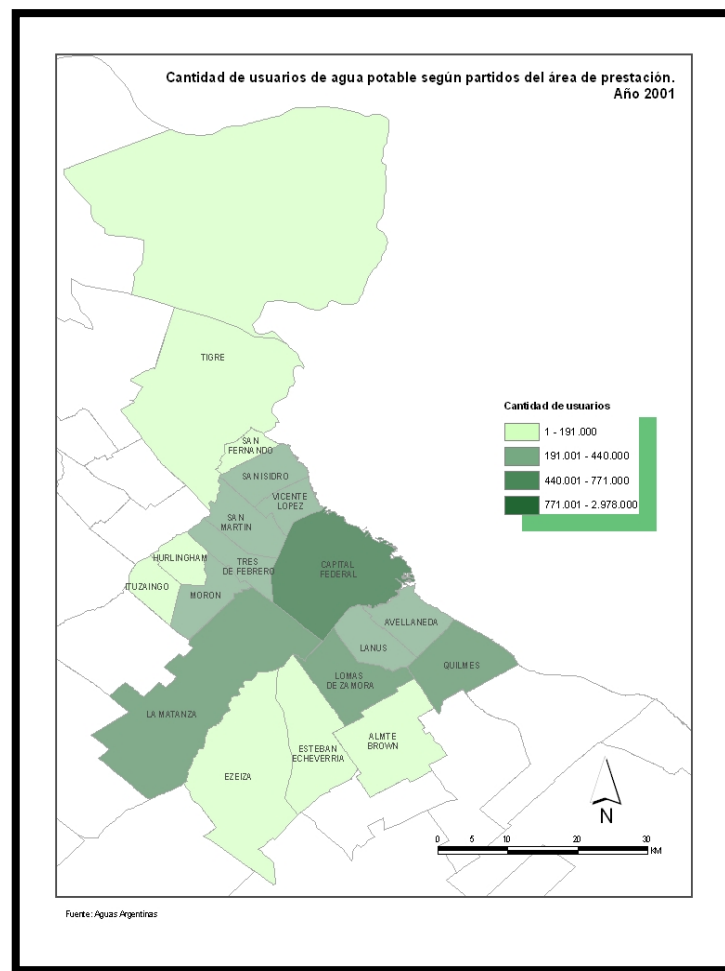 Cantidad de usuarios de agua potable según partidos del área de prestación.
Año 2001
TIGRE
SAN
FERNANDO
SAN ISIDRO
VICENTE
LOPEZ
SAN
MARTIN
HURLINGHAM
TRES
DE FEBRERO
CAPITAL
FEDERAL
ITUZAINGO
MORON
AVELLANEDA
LANUS
QUILMES
LOMAS
DE ZAMORA
LA MATANZA
ALMTE
BROWN
ESTEBAN
ECHEVERRIA
EZEIZA
Cantidad de usuarios
1 - 191.000
191.001 - 440.000
440.001 - 771.000
771.001 - 2.978.000
N
0 5 10 20 30
KM
Fuente: Aguas Argentinas